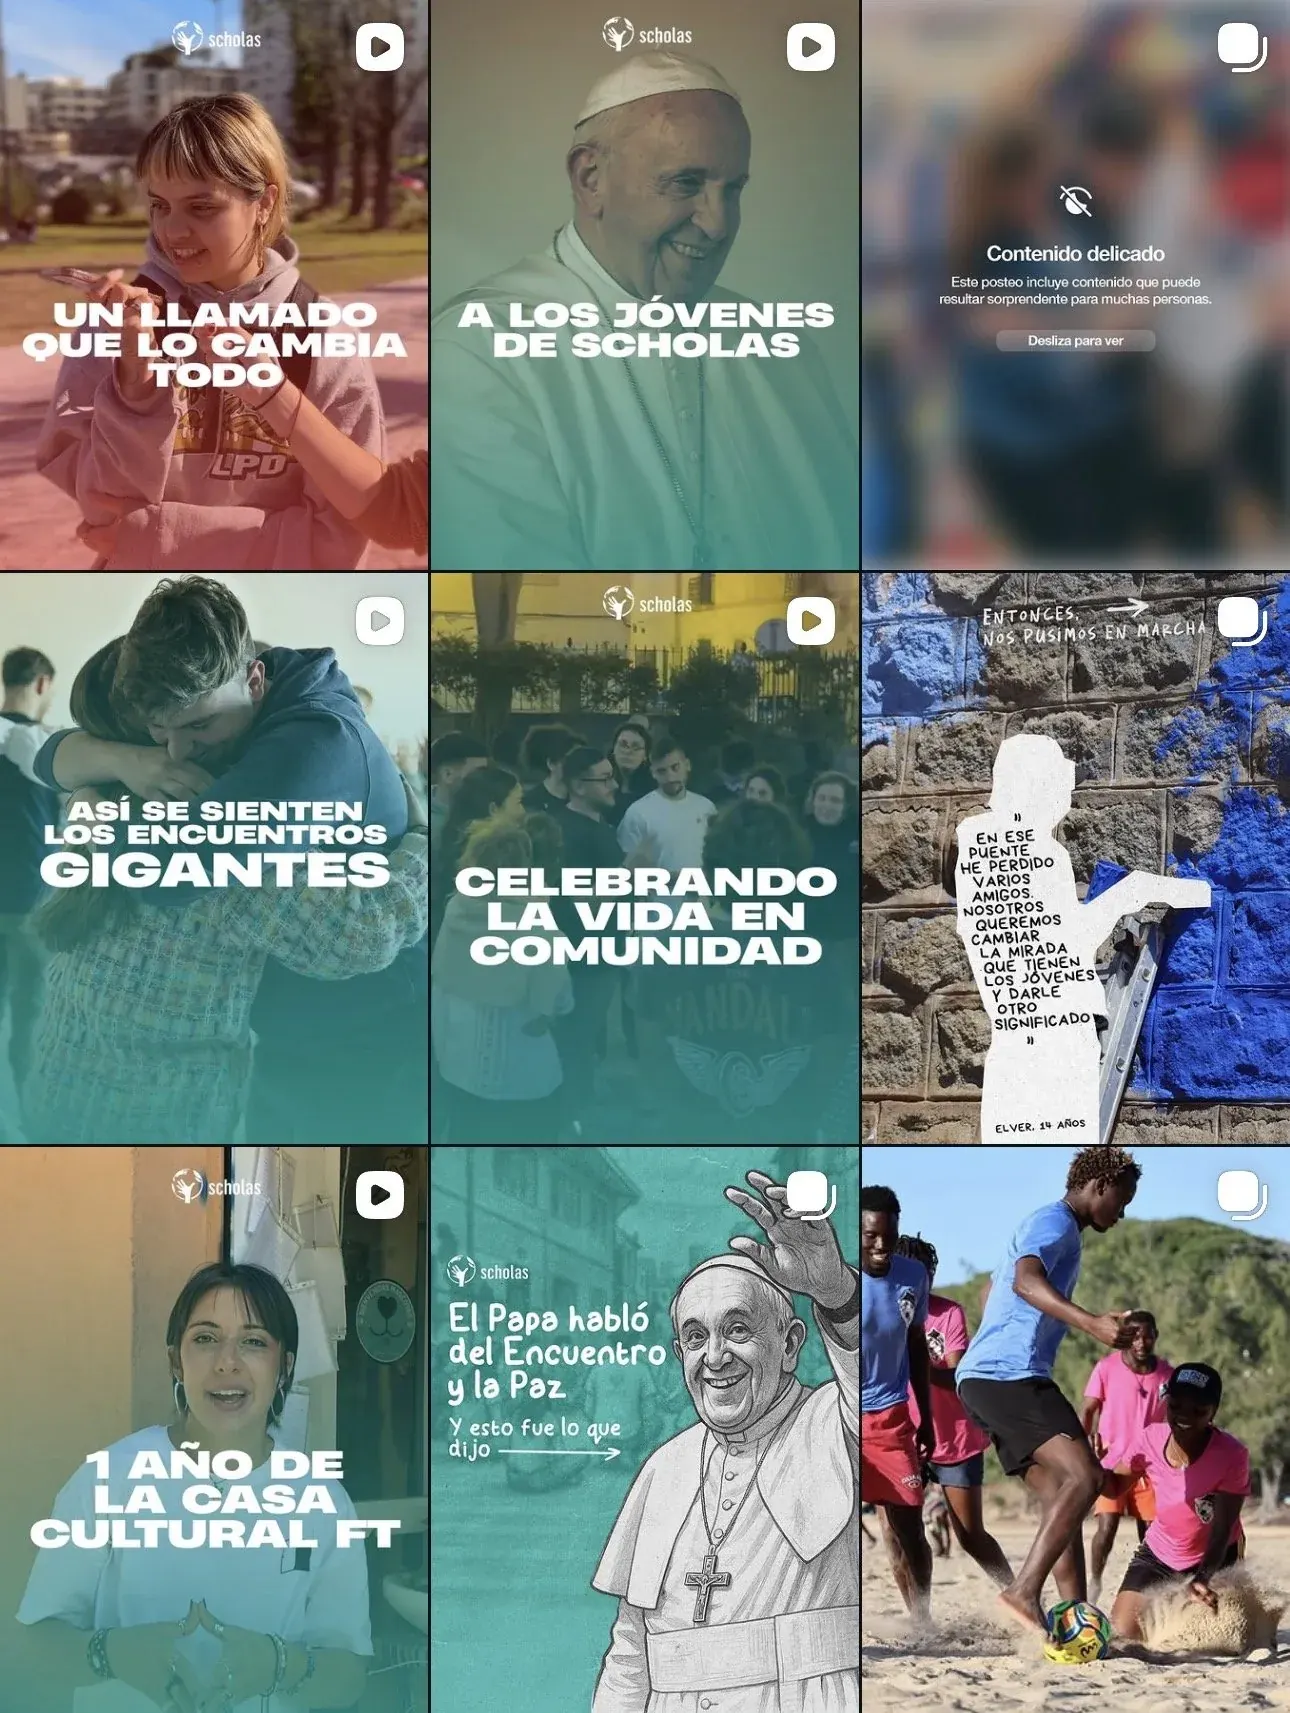 scholas
UN LLAMADO
QUE LO CAMBIA
TODO
LPD
scholas
A LOS JÓVENES
DE SCHOLAS
Contenido delicado
Este posteo incluye contenido que puede
resultar sorprendente para muchas personas.
Desliza para ver
ASÍ SE SIENTEN
LOS ENCUENTROS
GIGANTES
scholas
CELEBRANDO
LA VIDA EN
COMUNIDAD
ENTONCES,
NOS PUSIMOS EN MARCHA
"
EN ESE
PUENTE
HE PERDIDO
VARIOS
AMIGOS.
NOSOTROS
QUEREMOS
CAMBIAR
LA MIRADA
QUE TIENEN
LOS JÓVENES
Y DARLE
OTRO
SIGNIFICADO
"
ELVER, 14 AÑOS
scholas
1 AÑO DE
LA CASA
CULTURAL FT
scholas
El Papa habló
del Encuentro
y la Paz
Y esto fue lo que
dijo